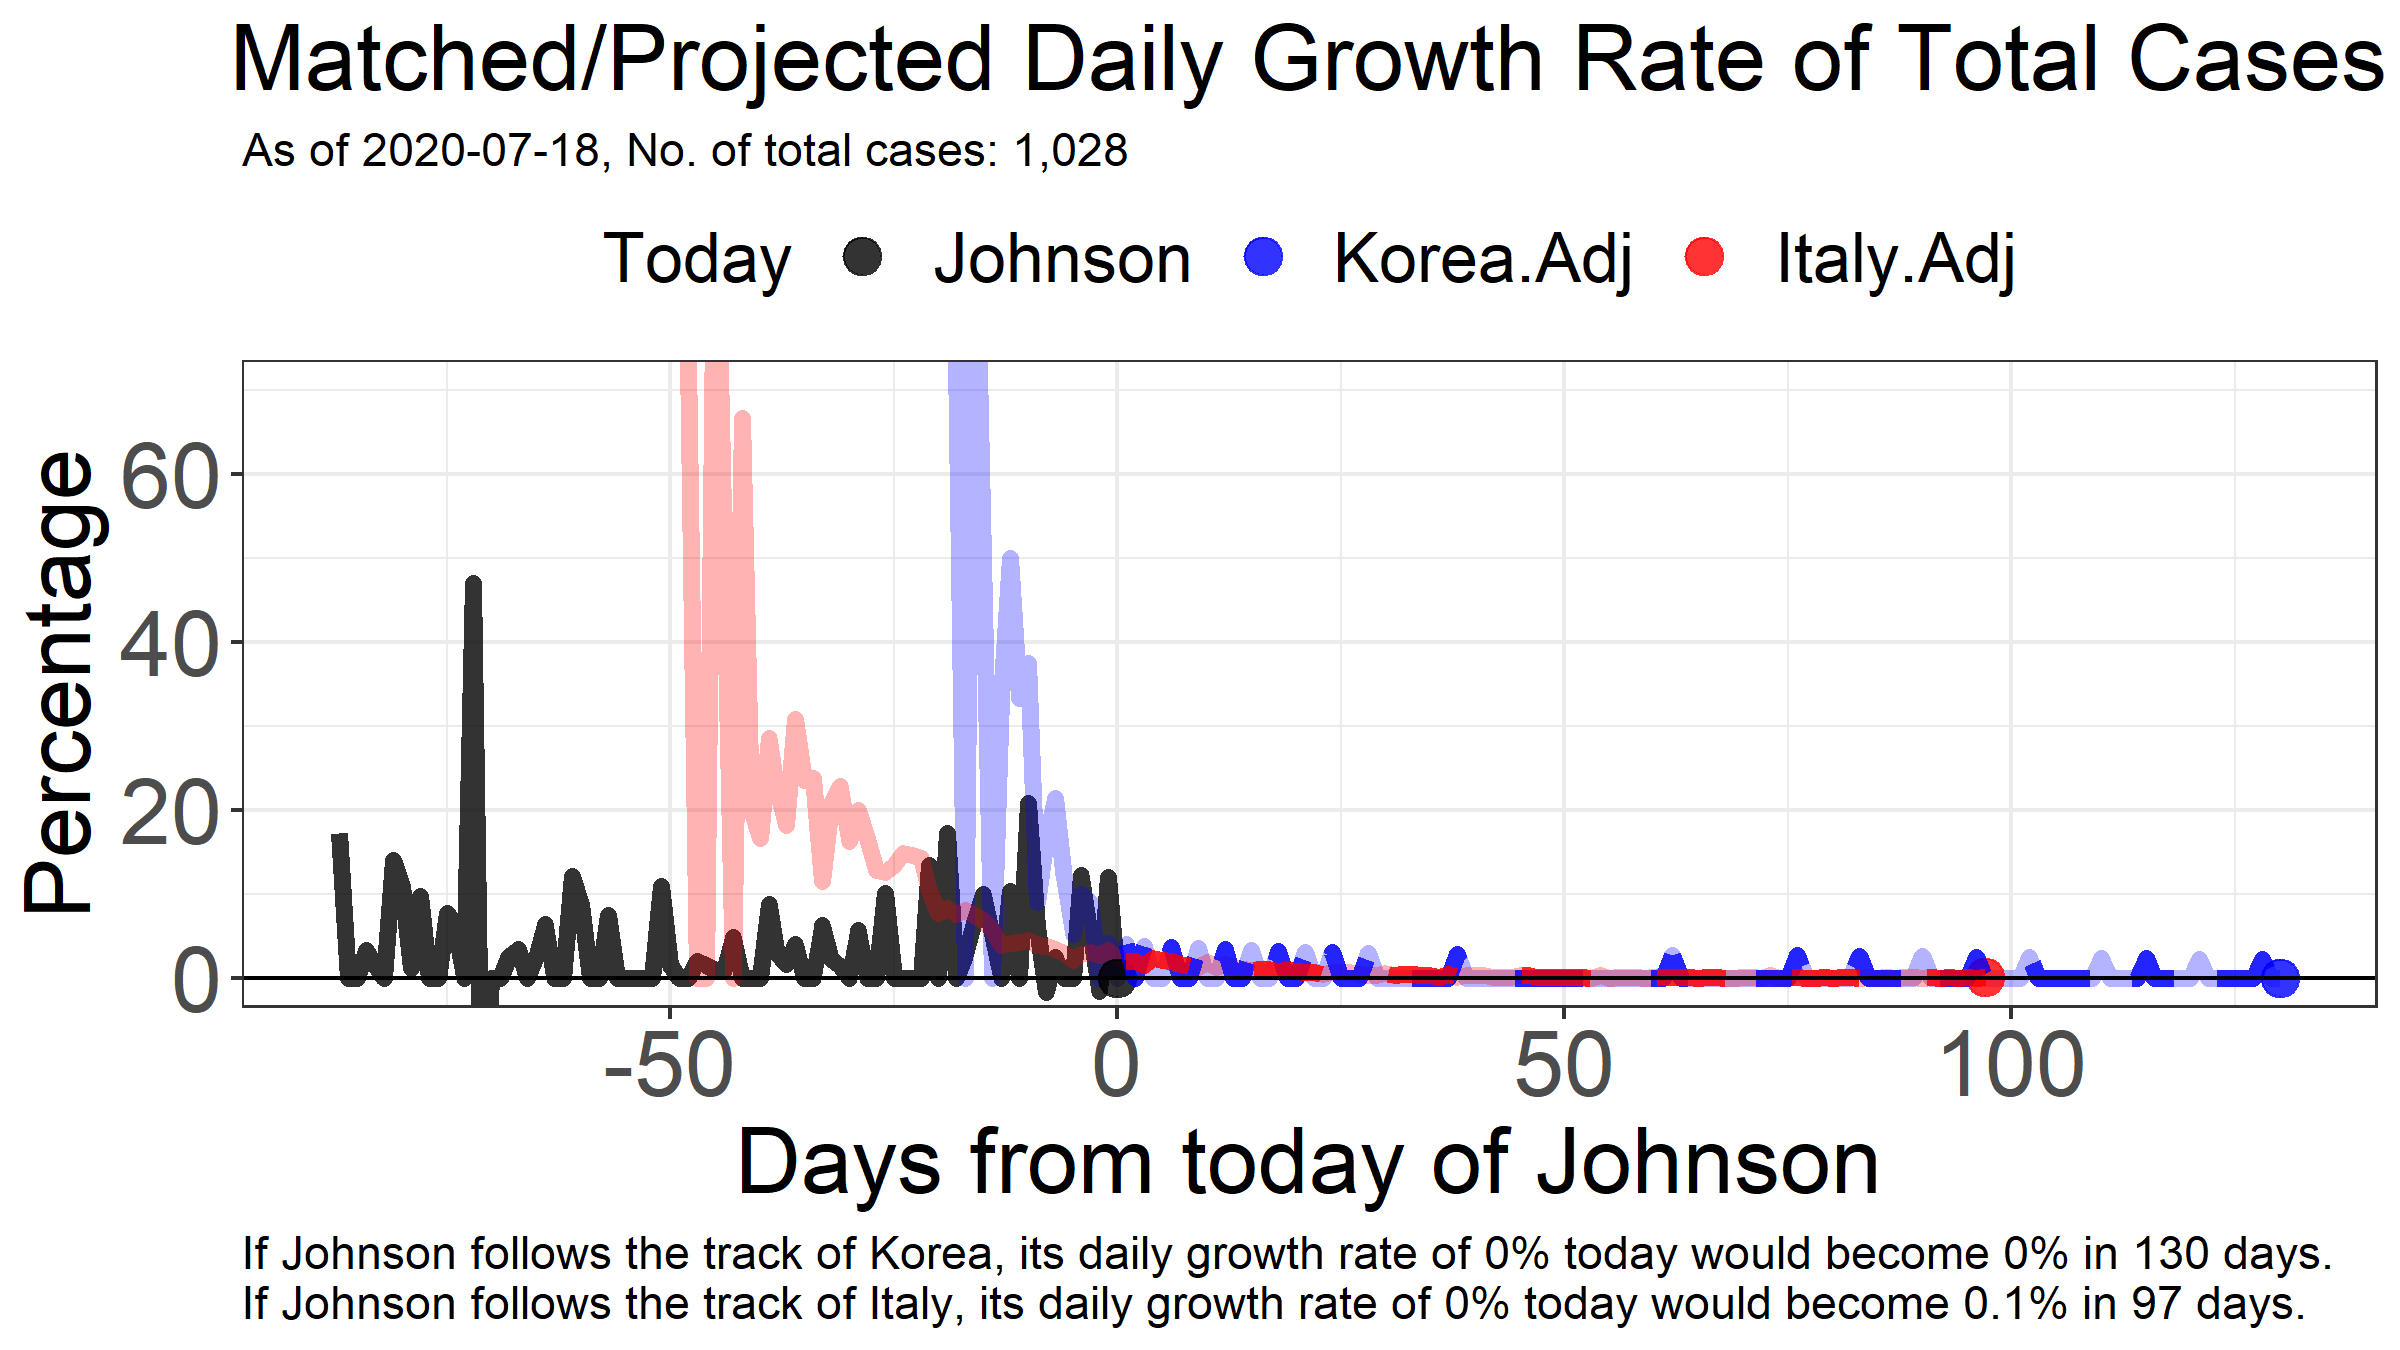 Matched/Projected Daily Growth Rate of Total Cases
As of 2020-07-18, No. of total cases: 1,028
Today Johnson Korea.Adj Italy.Adj
Percentage
60
40
20
0
-50 0 50 100
Days from today of Johnson
If Johnson follows the track of Korea, its daily growth rate of 0% today would become 0% in 130 days.
If Johnson follows the track of Italy, its daily growth rate of 0% today would become 0.1% in 97 days.